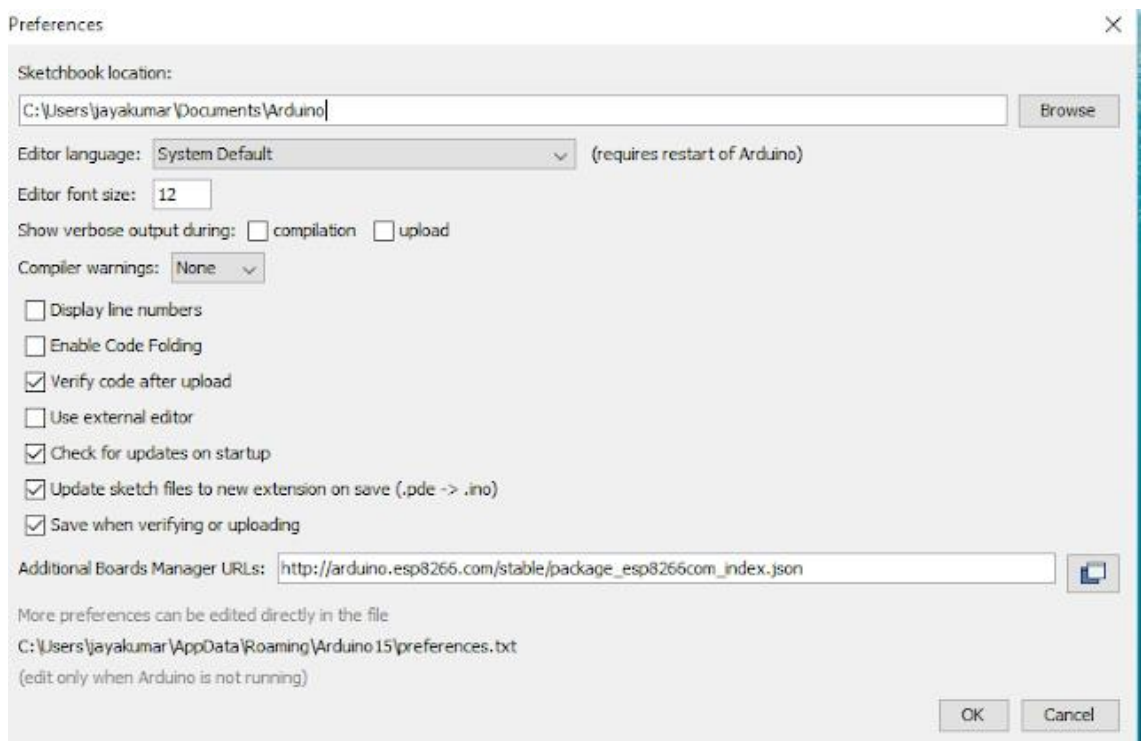 Preferences
Sketchbook location:
C:\Users\jayakumar\Documents\Arduino
Browse
Editor language: System Default (requires restart of Arduino)
Editor font size: 12
Show verbose output during: compilation upload
Compiler warnings: None
Display line numbers
Enable Code Folding
Verify code after upload
Use external editor
Check for updates on startup
Update sketch files to new extension on save (.pde -> .ino)
Save when verifying or uploading
Additional Boards Manager URLs: http://arduino.esp8266.com/stable/package_esp8266com_index.json
More preferences can be edited directly in the file
C:\Users\jayakumar\AppData\Roaming\Arduino15\preferences.txt
(edit only when Arduino is not running)
OK Cancel